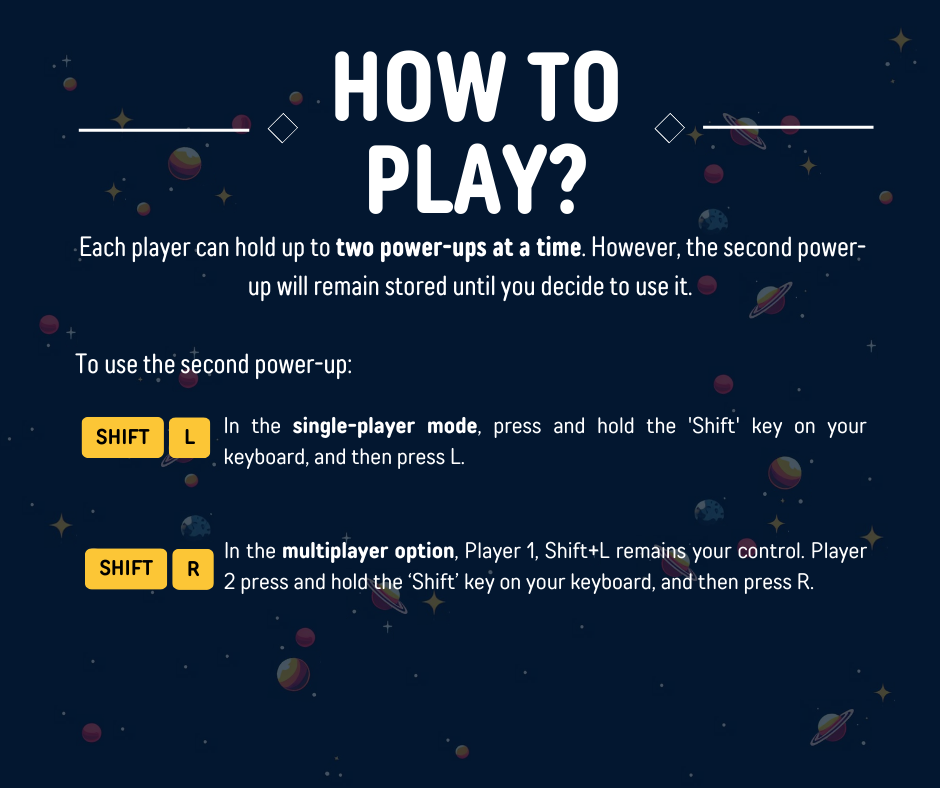 HOW TO
PLAY?
Each player can hold up to two power-ups at a time. However, the second power-
up will remain stored until you decide to use it.
To use the second power-up:
SHIFT L
In the single-player mode, press and hold the 'Shift' key on your
keyboard, and then press L.
SHIFT R
In the multiplayer option, Player 1, Shift+L remains your control. Player
2 press and hold the ‘Shift’ key on your keyboard, and then press R.